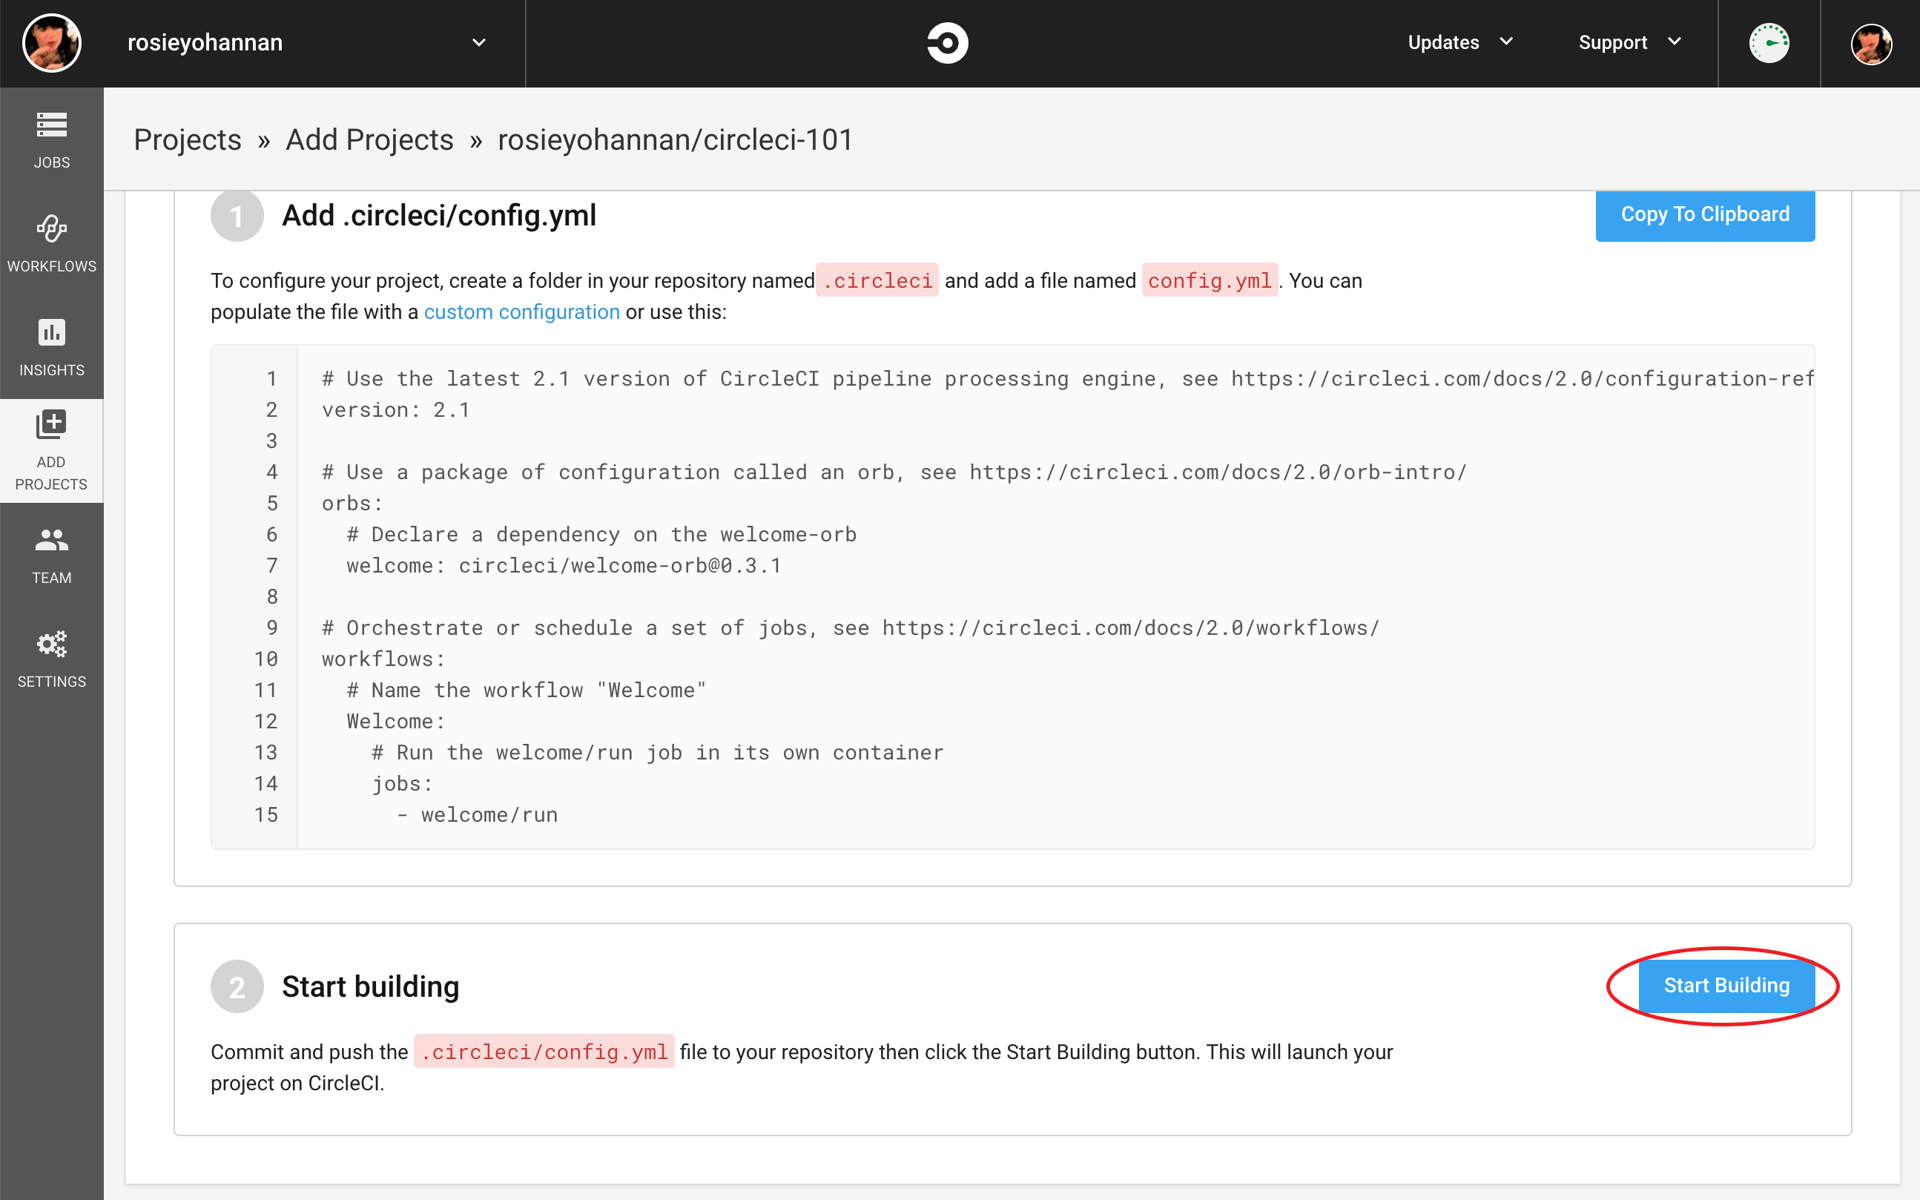 rosieyohannan
Updates
Support
JOBS
WORKFLOWS
INSIGHTS
ADD
PROJECTS
TEAM
SETTINGS
Projects » Add Projects » rosieyohannan/circleci-101
1 Add .circleci/config.yml
Copy To Clipboard
To configure your project, create a folder in your repository named .circleci and add a file named config.yml. You can
populate the file with a custom configuration or use this:
1 # Use the latest 2.1 version of CircleCI pipeline processing engine, see https://circleci.com/docs/2.0/configuration-ref
2 version: 2.1
3
4 # Use a package of configuration called an orb, see https://circleci.com/docs/2.0/orb-intro/
5 orbs:
6 # Declare a dependency on the welcome-orb
7 welcome: circleci/welcome-orb@0.3.1
8
9 # Orchestrate or schedule a set of jobs, see https://circleci.com/docs/2.0/workflows/
10 workflows:
11 # Name the workflow "Welcome"
12 Welcome:
13 # Run the welcome/run job in its own container
14 jobs:
15 - welcome/run
2 Start building
Start Building
Commit and push the .circleci/config.yml file to your repository then click the Start Building button. This will launch your
project on CircleCI.